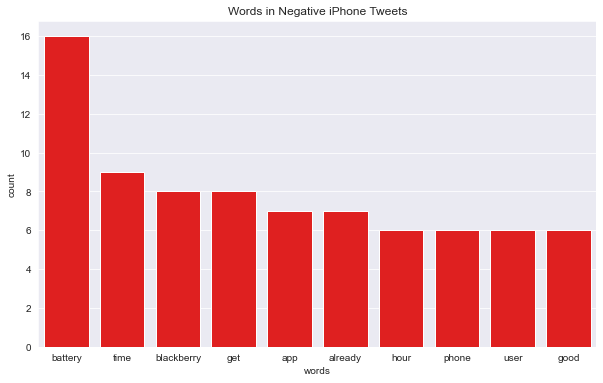 Words in Negative iPhone Tweets
16
14
12
10
8
6
4
2
0
count
battery time blackberry get app already hour phone user good
words